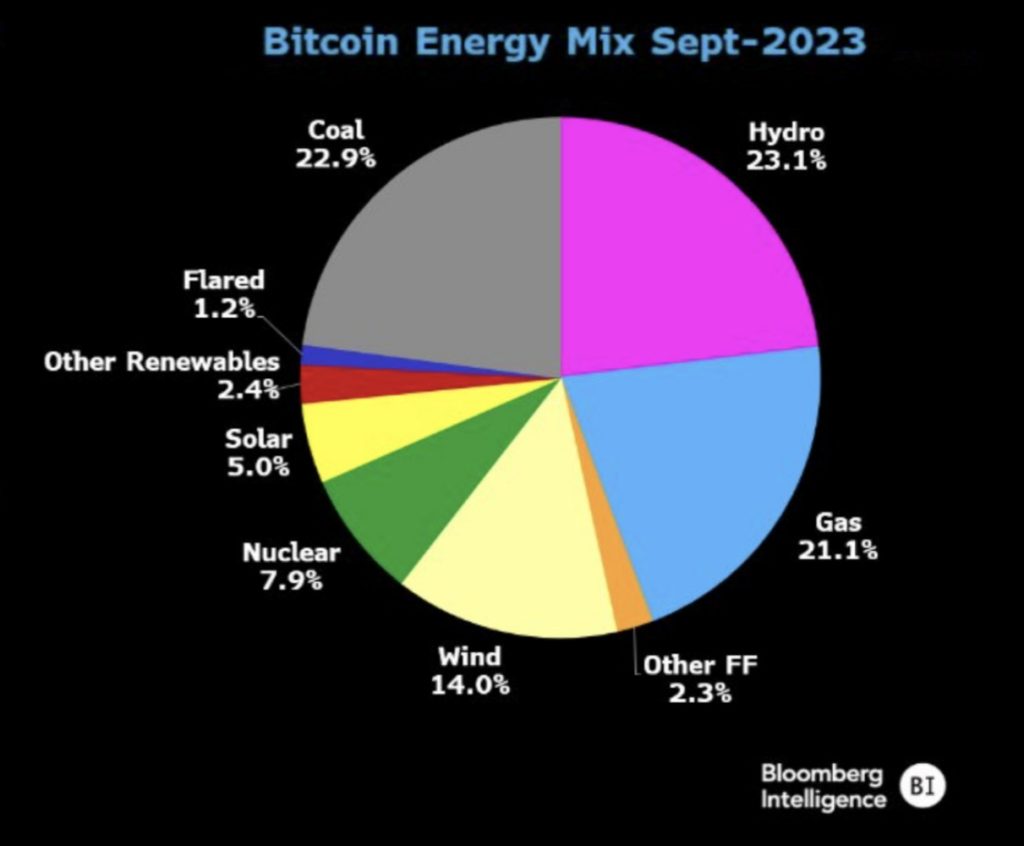 Bitcoin Energy Mix Sept-2023
Coal
22.9%
Hydro
23.1%
Flared
1.2%
Other Renewables
2.4%
Solar
5.0%
Gas
21.1%
Nuclear
7.9%
Wind
14.0%
Other FF
2.3%
Bloomberg
Intelligence
BI